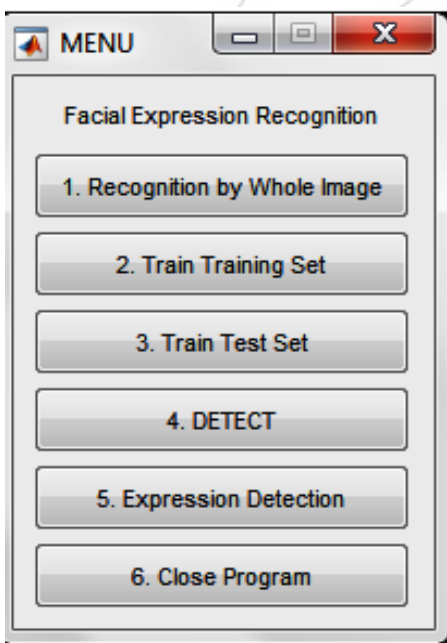 MENU
Facial Expression Recognition
1. Recognition by Whole Image
2. Train Training Set
3. Train Test Set
4. DETECT
5. Expression Detection
6. Close Program